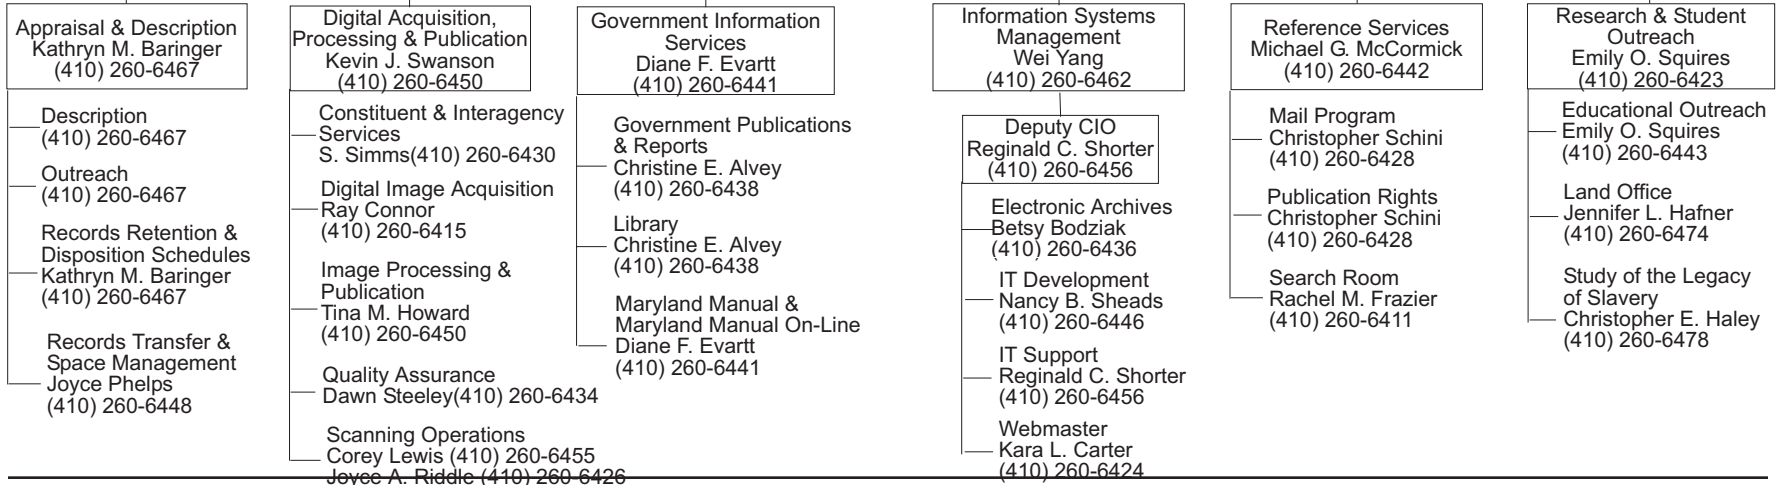 Appraisal & Description
Kathryn M. Baringer
(410) 260-6467
Description
(410) 260-6467
Outreach
(410) 260-6467
Records Retention &
Disposition Schedules
Kathryn M. Baringer
(410) 260-6467
Records Transfer &
Space Management
Joyce Phelps
(410) 260-6448
Digital Acquisition,
Processing & Publication
Kevin J. Swanson
(410) 260-6450
Constituent & Interagency
Services
S. Simms(410) 260-6430
Digital Image Acquisition
Ray Connor
(410) 260-6415
Image Processing &
Publication
Tina M. Howard
(410) 260-6450
Quality Assurance
Dawn Steeley(410) 260-6434
Scanning Operations
Corey Lewis (410) 260-6455
Joyce A. Riddle (410) 260-6426
Government Information
Services
Diane F. Evartt
(410) 260-6441
Government Publications
& Reports
Christine E. Alvey
(410) 260-6438
Library
Christine E. Alvey
(410) 260-6438
Maryland Manual &
Maryland Manual On-Line
Diane F. Evartt
(410) 260-6441
Information Systems
Management
Wei Yang
(410) 260-6462
Deputy CIO
Reginald C. Shorter
(410) 260-6456
Electronic Archives
Betsy Bodziak
(410) 260-6436
IT Development
Nancy B. Sheads
(410) 260-6446
IT Support
Reginald C. Shorter
(410) 260-6456
Webmaster
Kara L. Carter
(410) 260-6424
Reference Services
Michael G. McCormick
(410) 260-6442
Mail Program
Christopher Schini
(410) 260-6428
Publication Rights
Christopher Schini
(410) 260-6428
Search Room
Rachel M. Frazier
(410) 260-6411
Research & Student
Outreach
Emily O. Squires
(410) 260-6423
Educational Outreach
Emily O. Squires
(410) 260-6443
Land Office
Jennifer L. Hafner
(410) 260-6474
Study of the Legacy
of Slavery
Christopher E. Haley
(410) 260-6478